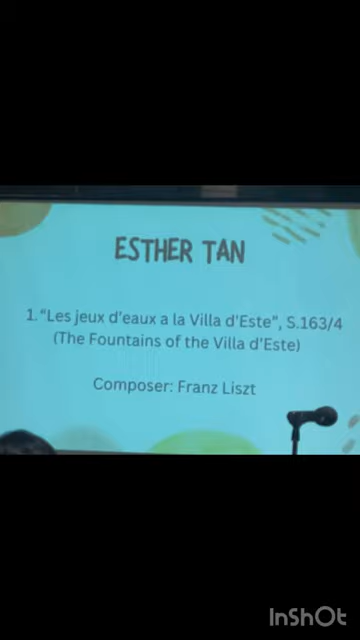 ESTHER TAN
1. "Les jeux d'eaux a la Villa d'Este", S.163/4
(The Fountains of the Villa d'Este)
Composer: Franz Liszt
InShOt